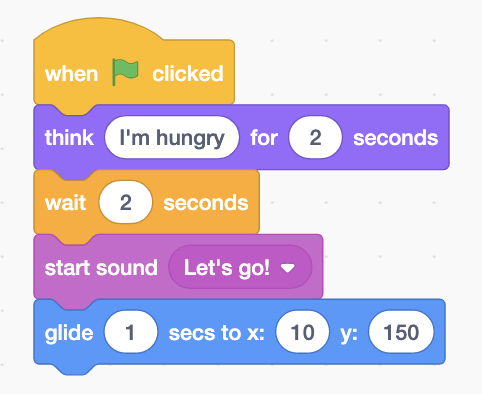 when clicked
think I'm hungry for 2 seconds
wait 2 seconds
start sound Let's go!
glide 1 secs to x: 10 y: 150